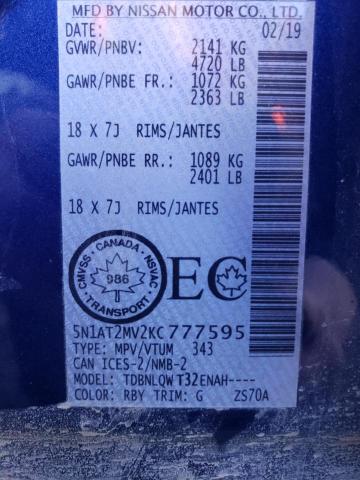 MFD BY NISSAN MOTOR CO., LTD.
DATE: 02/19
GVWR/PNBV: 2141 KG
4720 LB
GAWR/PNBE FR.: 1072 KG
2363 LB
18 X 7J RIMS/JANTES
GAWR/PNBE RR.: 1089 KG
2401 LB
18 X 7J RIMS/JANTES
CMVSS - CANADA - NSVAC
986
TRANSPORT
EC
5N1AT2MV2KC777595
TYPE: MPV/VTUM 343
CAN ICES-2/NMB-2
MODEL: TDBNLQWT32ENAH----
COLOR: RBY TRIM: G ZS70A